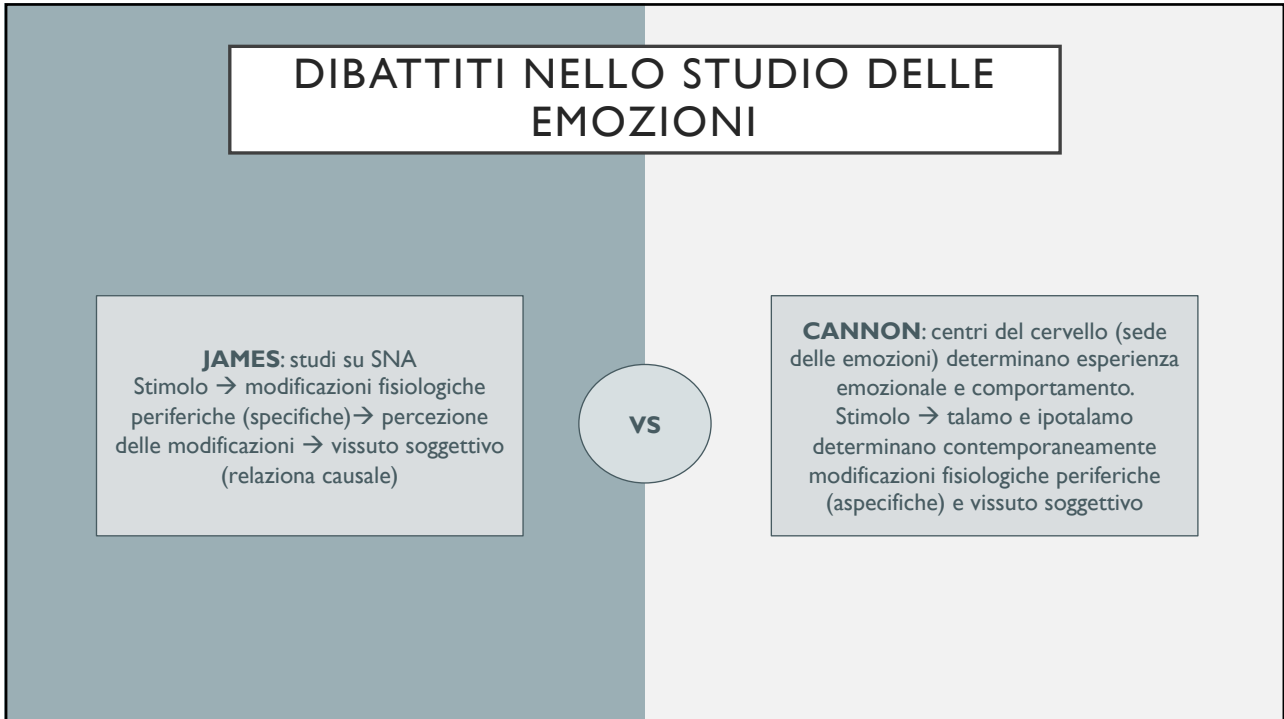 DIBATTITI NELLO STUDIO DELLE
EMOZIONI
JAMES: studi su SNA
Stimolo → modificazioni fisiologiche
periferiche (specifiche)→ percezione
delle modificazioni → vissuto soggettivo
(relaziona causale)
VS
CANNON: centri del cervello (sede
delle emozioni) determinano esperienza
emozionale e comportamento.
Stimolo → talamo e ipotalamo
determinano contemporaneamente
modificazioni fisiologiche periferiche
(aspecifiche) e vissuto soggettivo